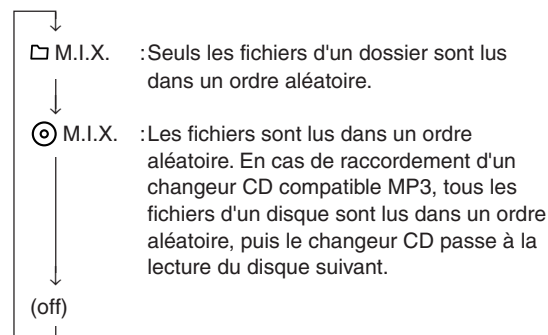 M.I.X. :Seuls les fichiers d'un dossier sont lus
dans un ordre aléatoire.
M.I.X. :Les fichiers sont lus dans un ordre
aléatoire. En cas de raccordement d'un
changeur CD compatible MP3, tous les
fichiers d'un disque sont lus dans un ordre
aléatoire, puis le changeur CD passe à la
lecture du disque suivant.
(off)